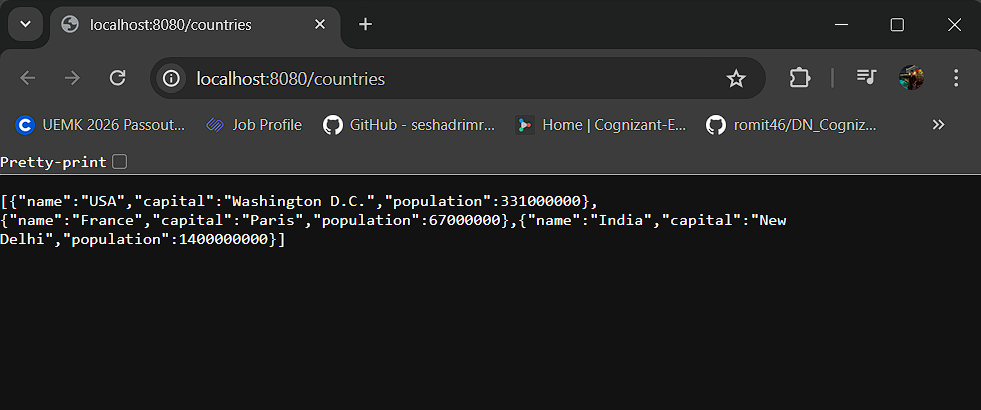 localhost:8080/countries
localhost:8080/countries
UEMK 2026 Passout... Job Profile GitHub - seshadrimr... Home | Cognizant-E... romit46/DN_Cogniz...
Pretty-print
[{"name":"USA","capital":"Washington D.C.","population":331000000},
{"name":"France","capital":"Paris","population":67000000},{"name":"India","capital":"New
Delhi","population":1400000000}]